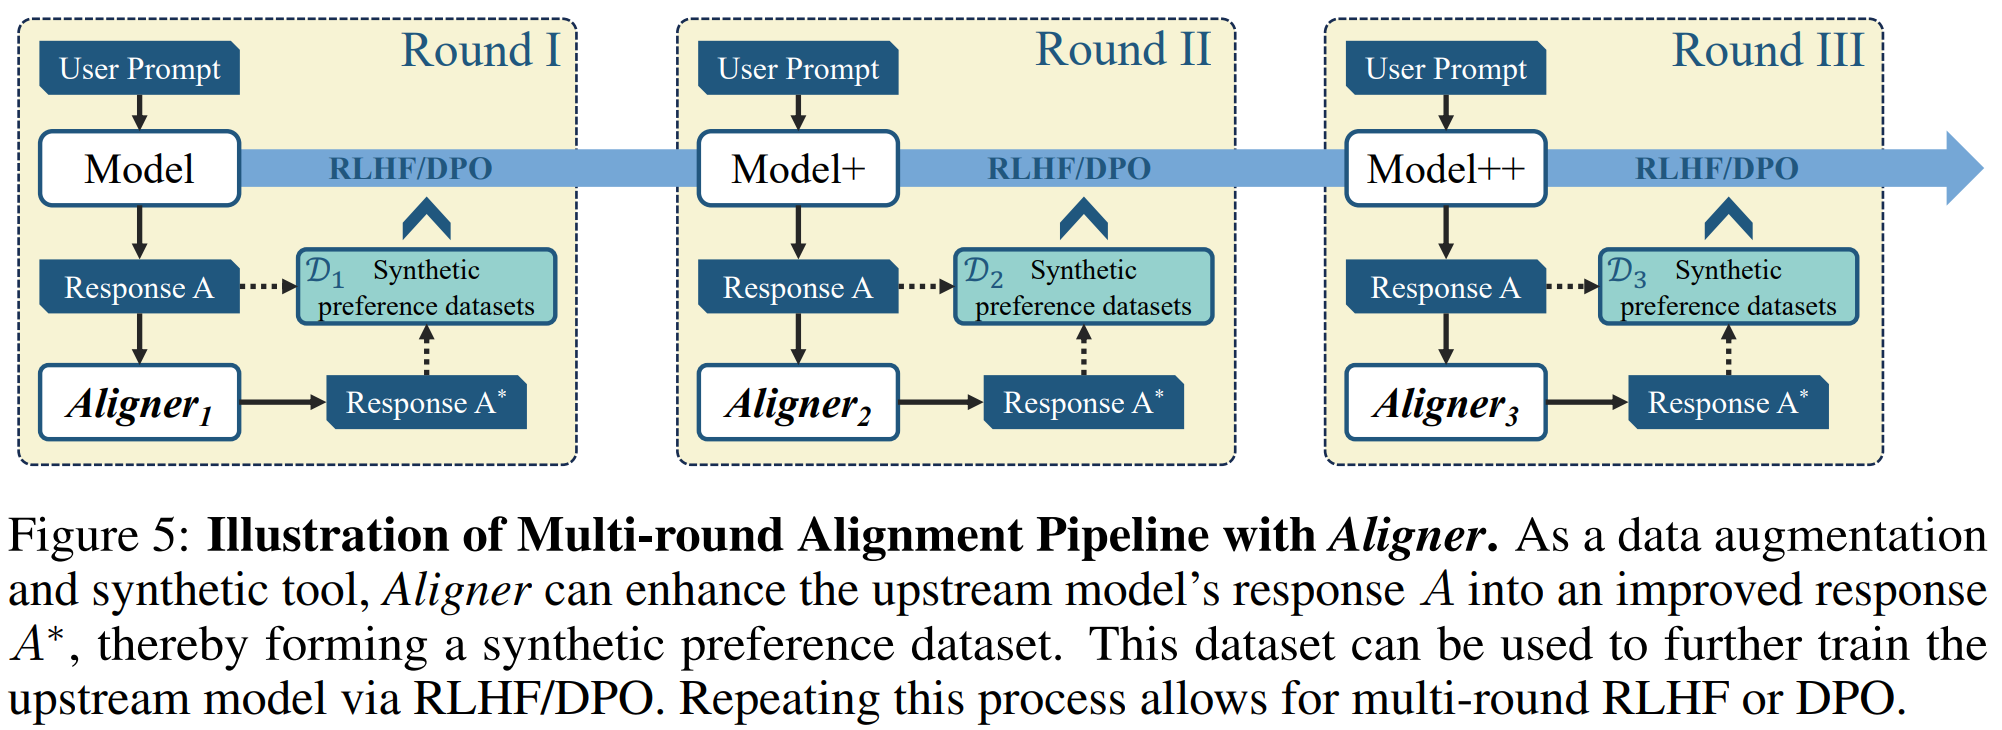 Round I
User Prompt
Model
RLHF/DPO
Response A
𝒟₁ Synthetic
preference datasets
Aligner₁
Response A*
Round II
User Prompt
Model+
RLHF/DPO
Response A
𝒟₂ Synthetic
preference datasets
Aligner₂
Response A*
Round III
User Prompt
Model++
RLHF/DPO
Response A
𝒟₃ Synthetic
preference datasets
Aligner₃
Response A*
Figure 5: Illustration of Multi-round Alignment Pipeline with Aligner. As a data augmentation
and synthetic tool, Aligner can enhance the upstream model's response A into an improved response
A*, thereby forming a synthetic preference dataset. This dataset can be used to further train the
upstream model via RLHF/DPO. Repeating this process allows for multi-round RLHF or DPO.